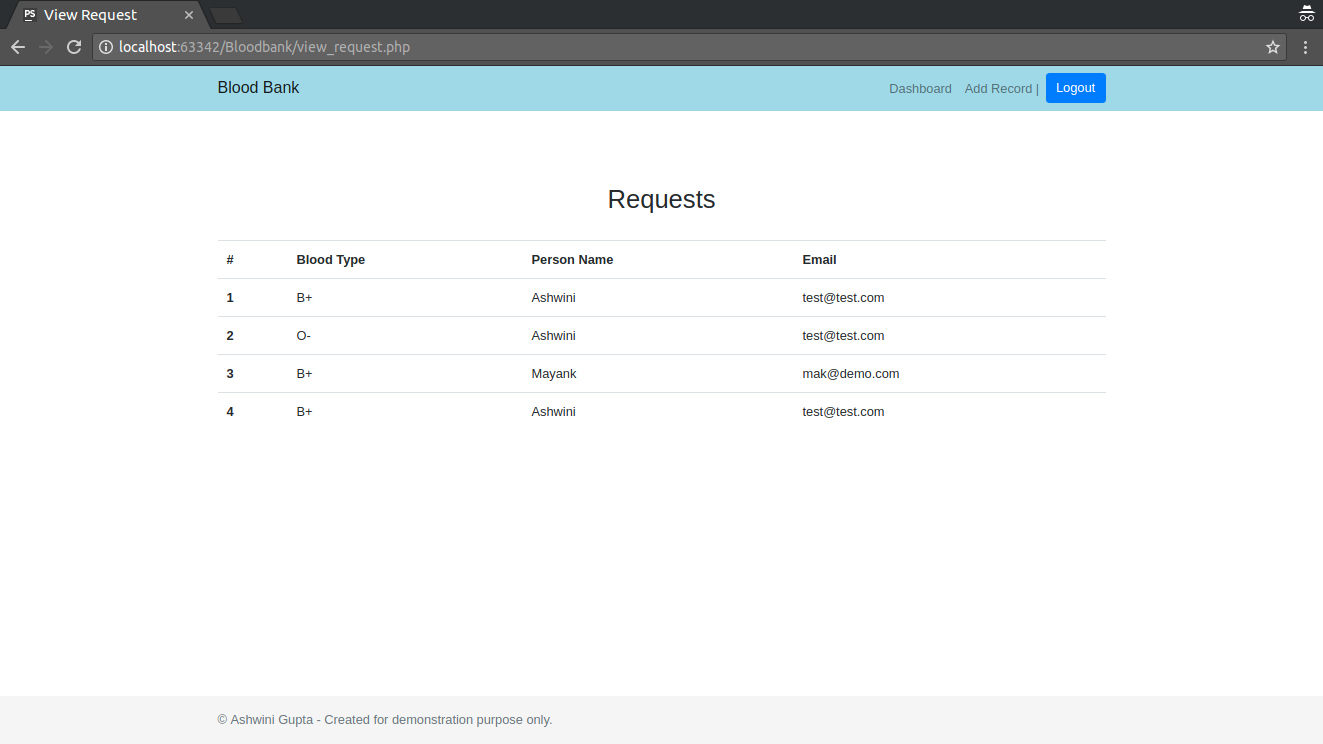 PS View Request
localhost:63342/Bloodbank/view_request.php
Blood Bank Dashboard Add Record | Logout
Requests
# Blood Type Person Name Email
1 B+ Ashwini test@test.com
2 O- Ashwini test@test.com
3 B+ Mayank mak@demo.com
4 B+ Ashwini test@test.com
© Ashwini Gupta - Created for demonstration purpose only.